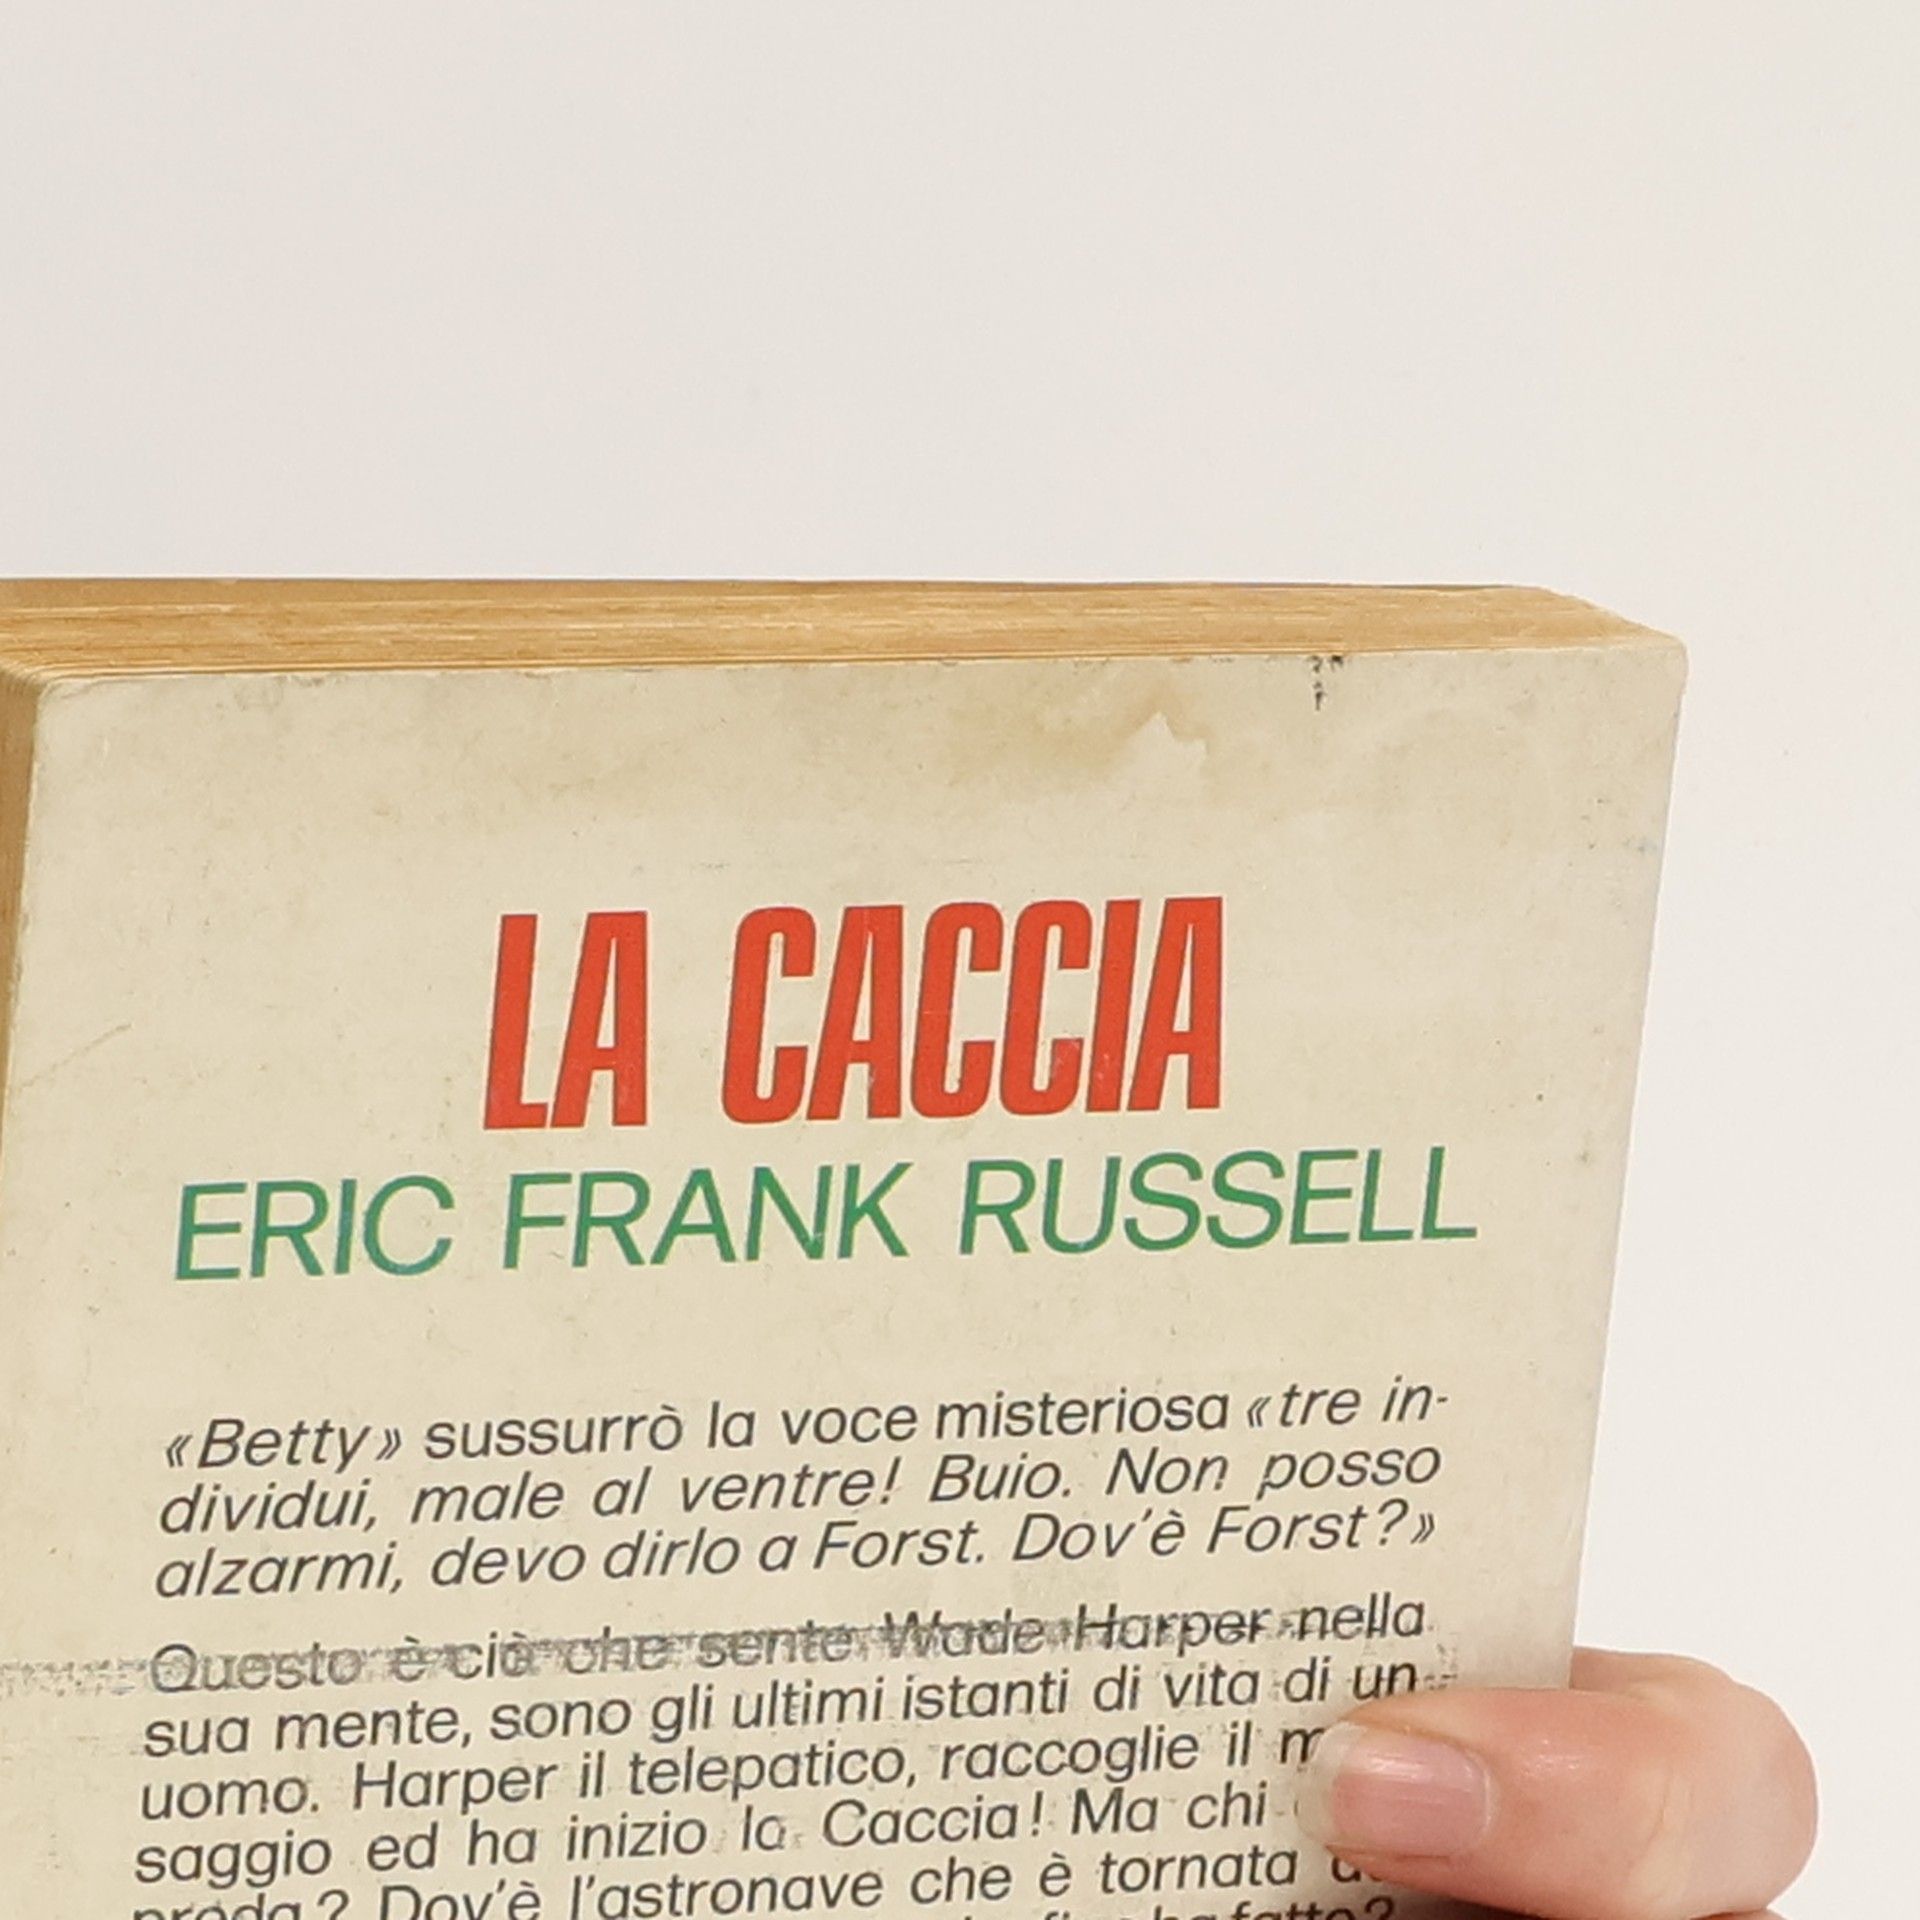 LA CACCIA
ERIC FRANK RUSSELL
«Betty» sussurrò la voce misteriosa «tre in-
dividui, male al ventre! Buio. Non posso
alzarmi, devo dirlo a Forst. Dov'è Forst?»
Questo è ciò che sente Wade Harper nella
sua mente, sono gli ultimi istanti di vita di un
uomo. Harper il telepatico, raccoglie il
saggio ed ha inizio la Caccia! Ma chi
preda? Dov'è l'astronave che è tornata
ha fatto?